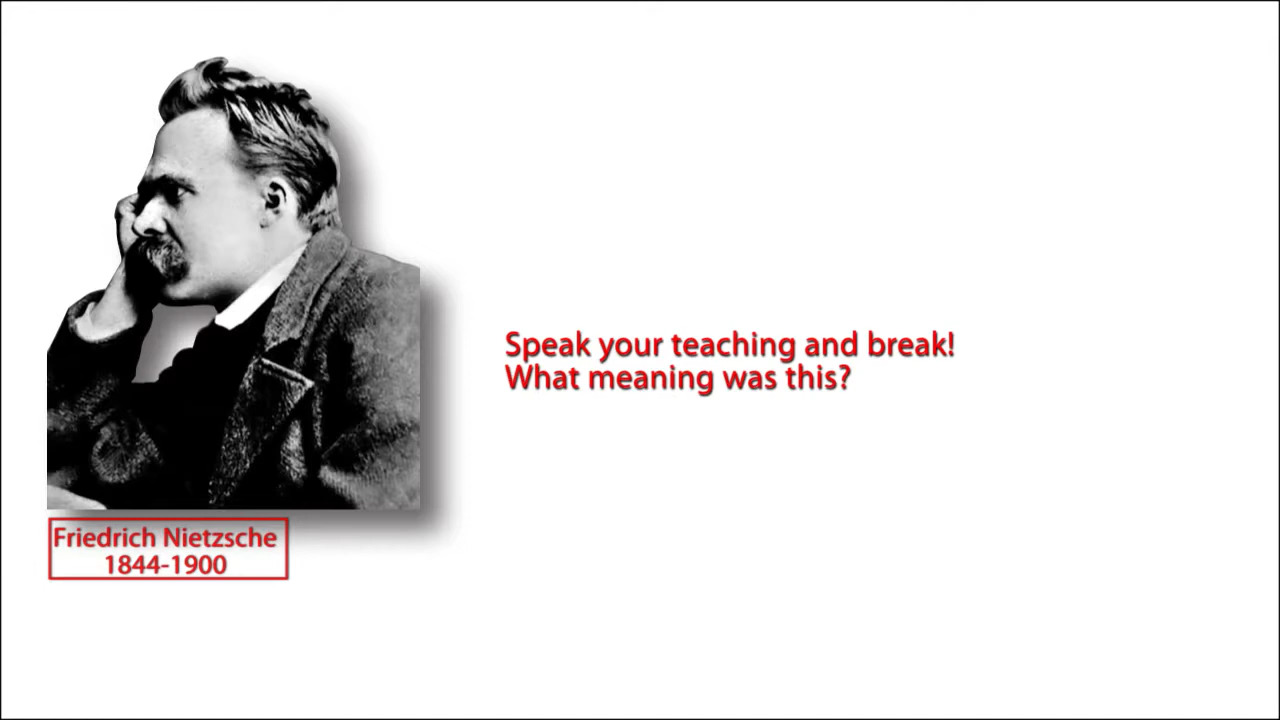 Speak your teaching and break!
What meaning was this?
Friedrich Nietzsche
1844-1900